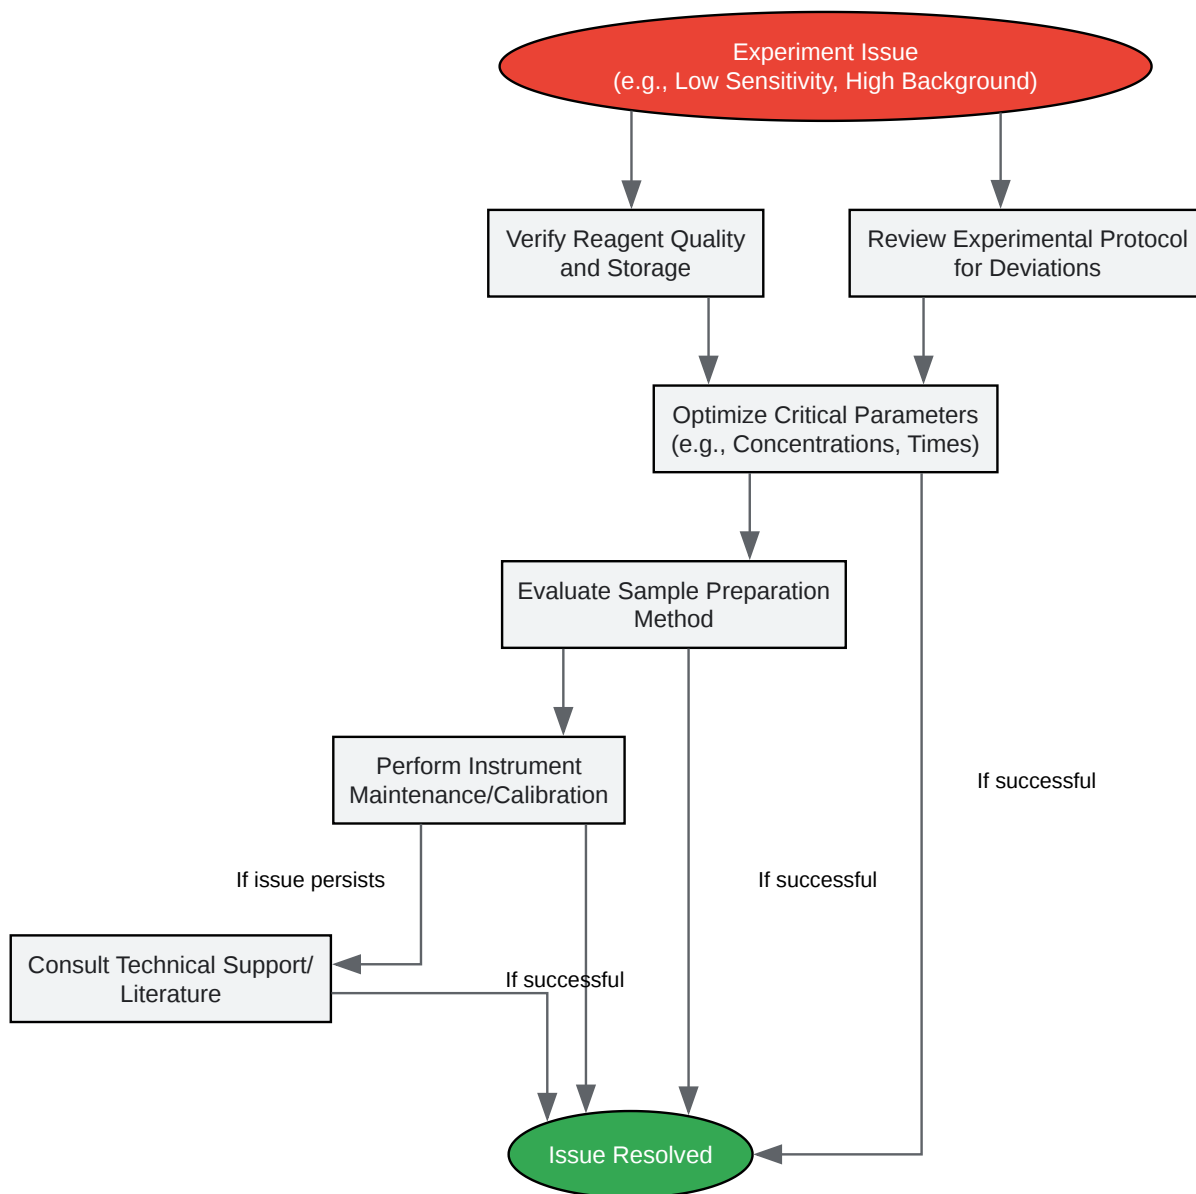 Experiment Issue
(e.g., Low Sensitivity, High Background)
Verify Reagent Quality
and Storage
Review Experimental Protocol
for Deviations
Optimize Critical Parameters
(e.g., Concentrations, Times)
Evaluate Sample Preparation
Method
Perform Instrument
Maintenance/Calibration
If successful
If issue persists
If successful
Consult Technical Support/
Literature
If successful
Issue Resolved